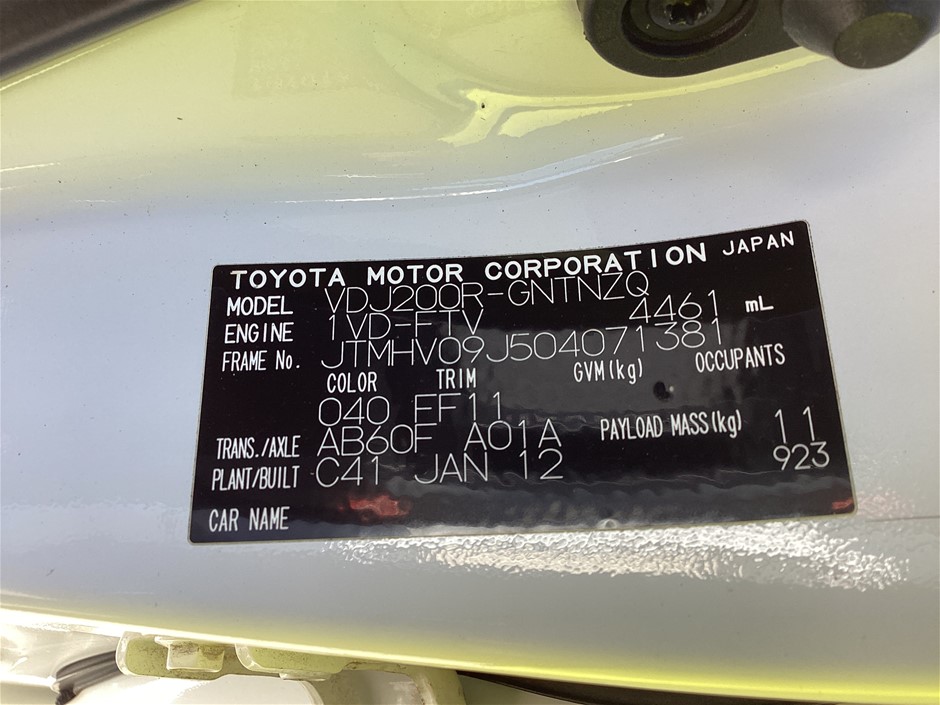 TOYOTA MOTOR CORPORATION JAPAN
MODEL VDJ200R-GNTNZQ
ENGINE 1VD-FTV 4461 mL
FRAME No. JTMHV09J504071381
COLOR TRIM GVM(kg) OCCUPANTS
040 FF11
TRANS./AXLE AB60F A01A PAYLOAD MASS(kg) 11
PLANT/BUILT C41 JAN 12 923
CAR NAME